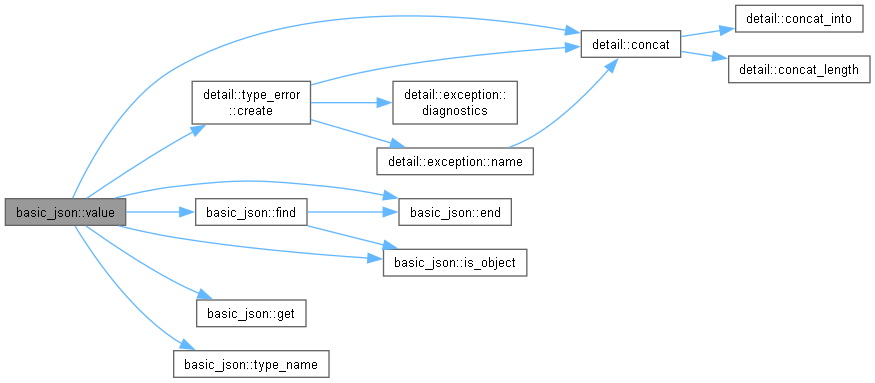 detail::concat_into
detail::concat
detail::concat_length
detail::type_error
::create
detail::exception::
diagnostics
detail::exception::name
basic_json::value
basic_json::find
basic_json::end
basic_json::is_object
basic_json::get
basic_json::type_name